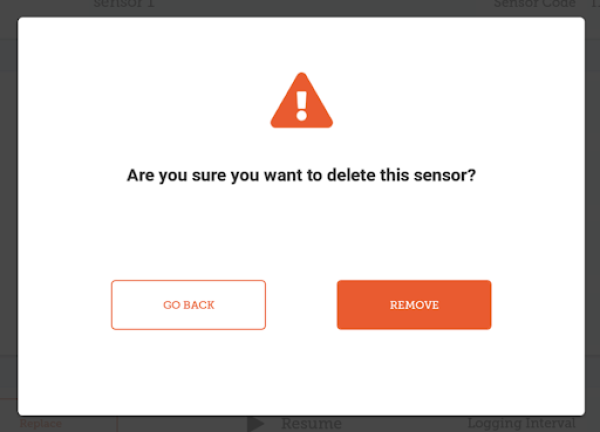 sensor 1
Sensor Code
Are you sure you want to delete this sensor?
GO BACK
REMOVE
Replace
Resume
Logging Interval